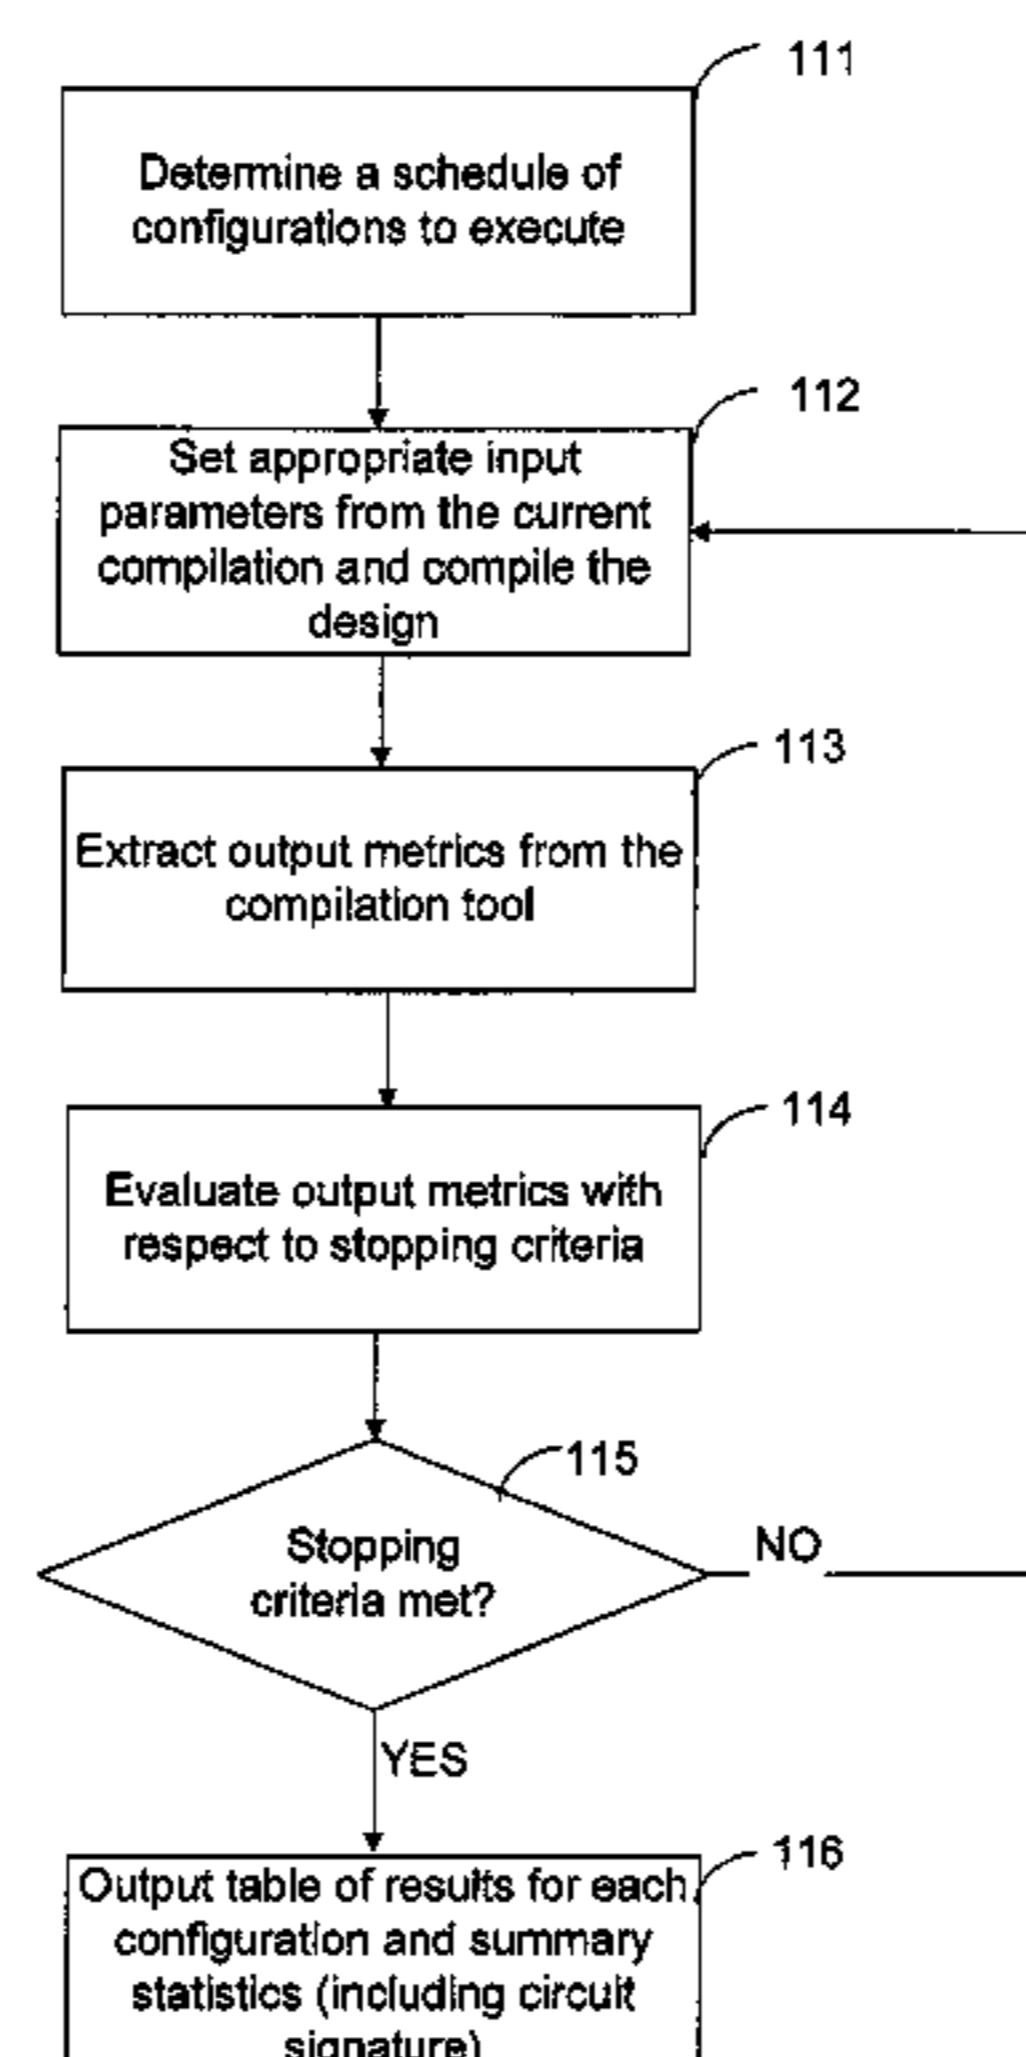 111
Determine a schedule of
configurations to execute
112
Set appropriate input
parameters from the current
compilation and compile the
design
113
Extract output metrics from the
compilation tool
114
Evaluate output metrics with
respect to stopping criteria
115
Stopping
criteria met?
NO
YES
116
Output table of results for each
configuration and summary
statistics (including circuit
signature)